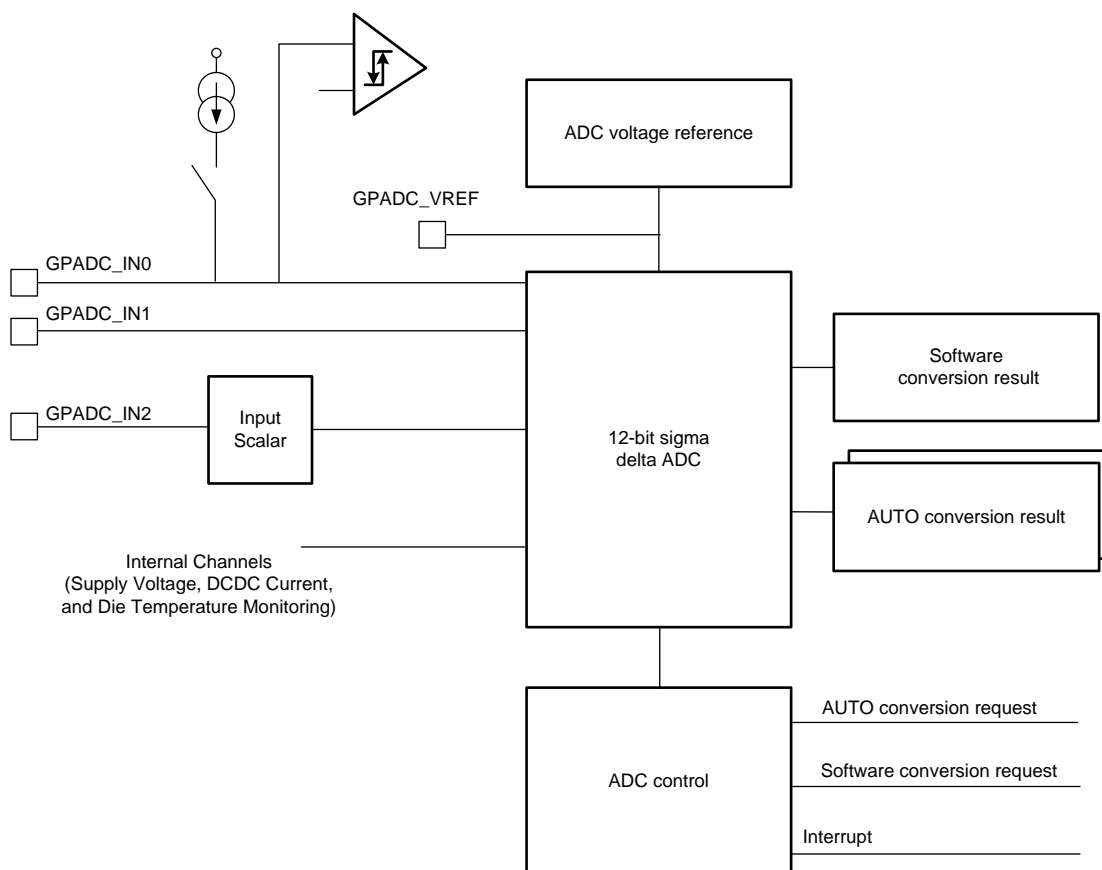 ADC voltage reference
GPADC_VREF
GPADC_IN0
GPADC_IN1
Software
conversion result
GPADC_IN2
Input
Scalar
12-bit sigma
delta ADC
AUTO conversion result
Internal Channels
(Supply Voltage, DCDC Current,
and Die Temperature Monitoring)
AUTO conversion request
ADC control
Software conversion request
Interrupt